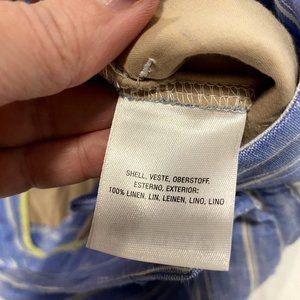 SHELL, VESTE, OBERSTOFF,
ESTERNO, EXTERIOR:
100% LINEN, LIN, LEINEN, LINO, LINO